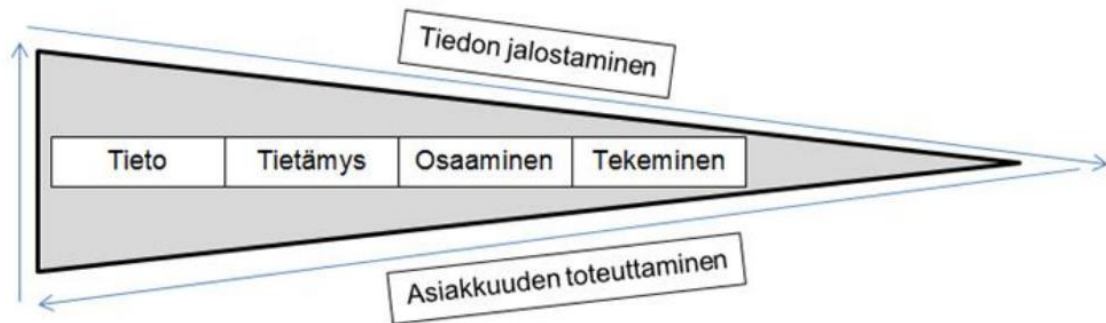 Tiedon jalostaminen
Tieto Tietämys Osaaminen Tekeminen
Asiakkuuden toteuttaminen